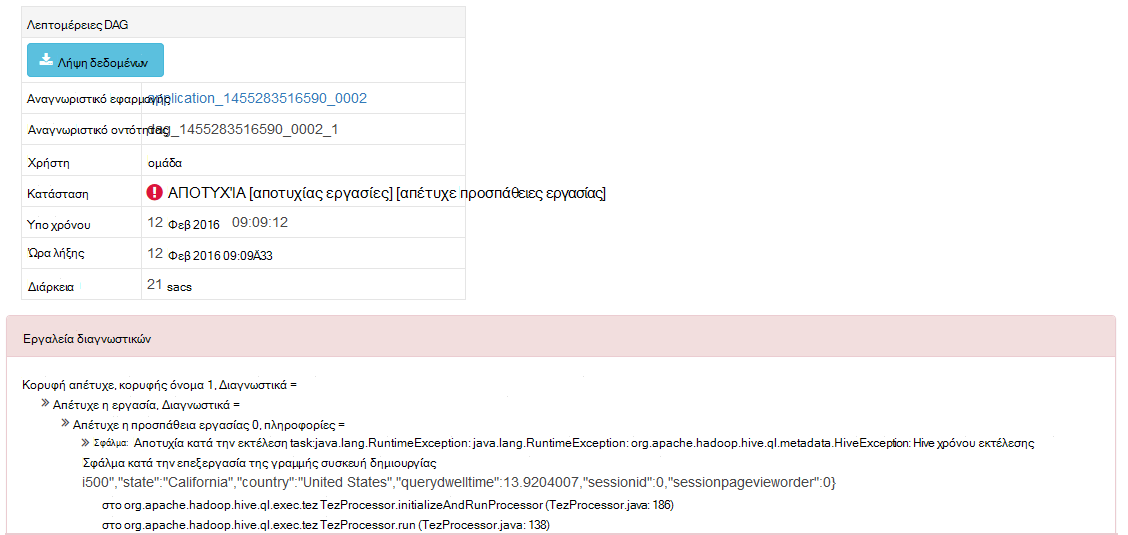 Λεπτομέρειες DAG
Λήψη δεδομένων
Αναγνωριστικό εφαρμογής application_1455283516590_0002
Αναγνωριστικό οντότητας dag_1455283516590_0002_1
Χρήστη ομάδα
Κατάσταση ΑΠΟΤΥΧΊΑ [αποτυχίας εργασίες] [απέτυχε προσπάθειες εργασίας]
Υπο χρόνου 12 Φεβ 2016 09:09:12
Ώρα λήξης 12 Φεβ 2016 09:09Ä33
Διάρκεια 21 sacs
Εργαλεία διαγνωστικών
Κορυφή απέτυχε, κορυφής όνομα 1, Διαγνωστικά =
Απέτυχε η εργασία, Διαγνωστικά =
Απέτυχε η προσπάθεια εργασίας 0, πληροφορίες =
Σφάλμα: Αποτυχία κατά την εκτέλεση task:java.lang.RuntimeException: java.lang.RuntimeException: org.apache.hadoop.hive.ql.metadata.HiveException: Hive χρόνου εκτέλεσης
Σφάλμα κατά την επεξεργασία της γραμμής συσκευή δημιουργίας
i500","state":"California","country":"United States","querydwelltime":13.9204007,"sessionid":0,"sessionpagevieworder":0}
στο org.apache.hadoop.hive.ql.exec.tez TezProcessor.initializeAndRunProcessor (TezProcessor.java: 186)
στο org.apache.hadoop.hive.ql.exec.tez TezProcessor.run (TezProcessor.java: 138)